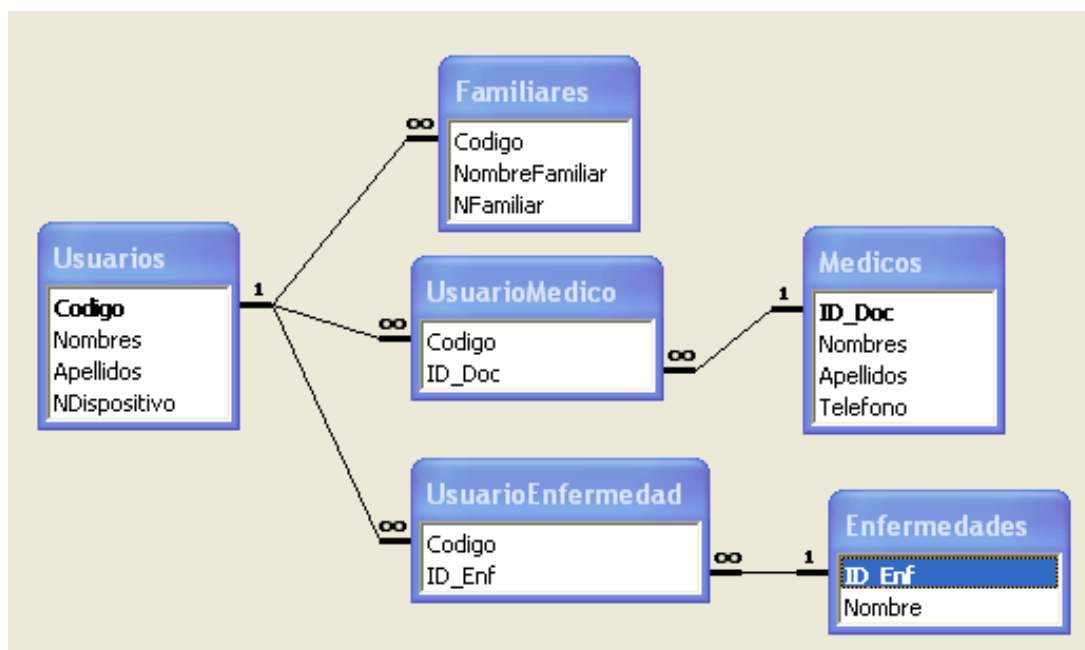 Familiares
∞
Codigo
NombreFamiliar
NFamiliar
Usuarios
1
Codigo
Nombres
Apellidos
NDispositivo
UsuarioMedico
∞
Codigo
ID_Doc
∞
Medicos
1
ID_Doc
Nombres
Apellidos
Telefono
UsuarioEnfermedad
∞
Codigo
ID_Enf
∞
1
Enfermedades
ID_Enf
Nombre